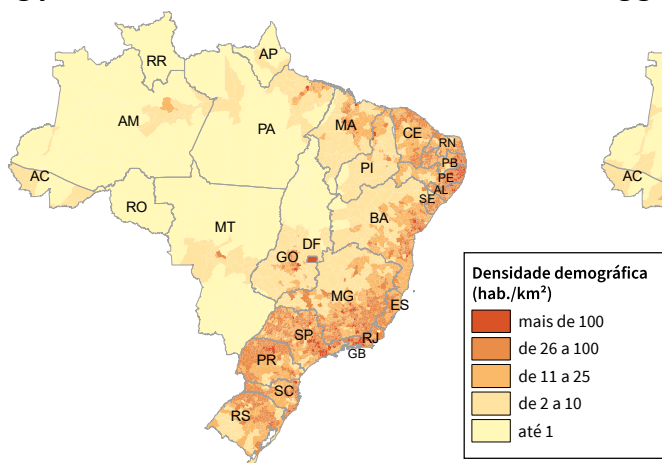 RR
AP
AM
PA
MA
CE
RN
PB
PE
AL
SE
PI
AC
RO
MT
BA
DF
GO
MG
ES
SP
RJ
GB
PR
SC
RS
AC
Densidade demográfica
(hab./km²)
mais de 100
de 26 a 100
de 11 a 25
de 2 a 10
até 1